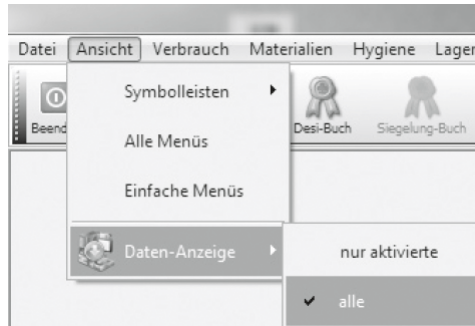 Datei Ansicht Verbrauch Materialien Hygiene Lager
Beend
Desi-Buch Siegelung-Buch
Symbolleisten
Alle Menüs
Einfache Menüs
Daten-Anzeige
nur aktivierte
alle